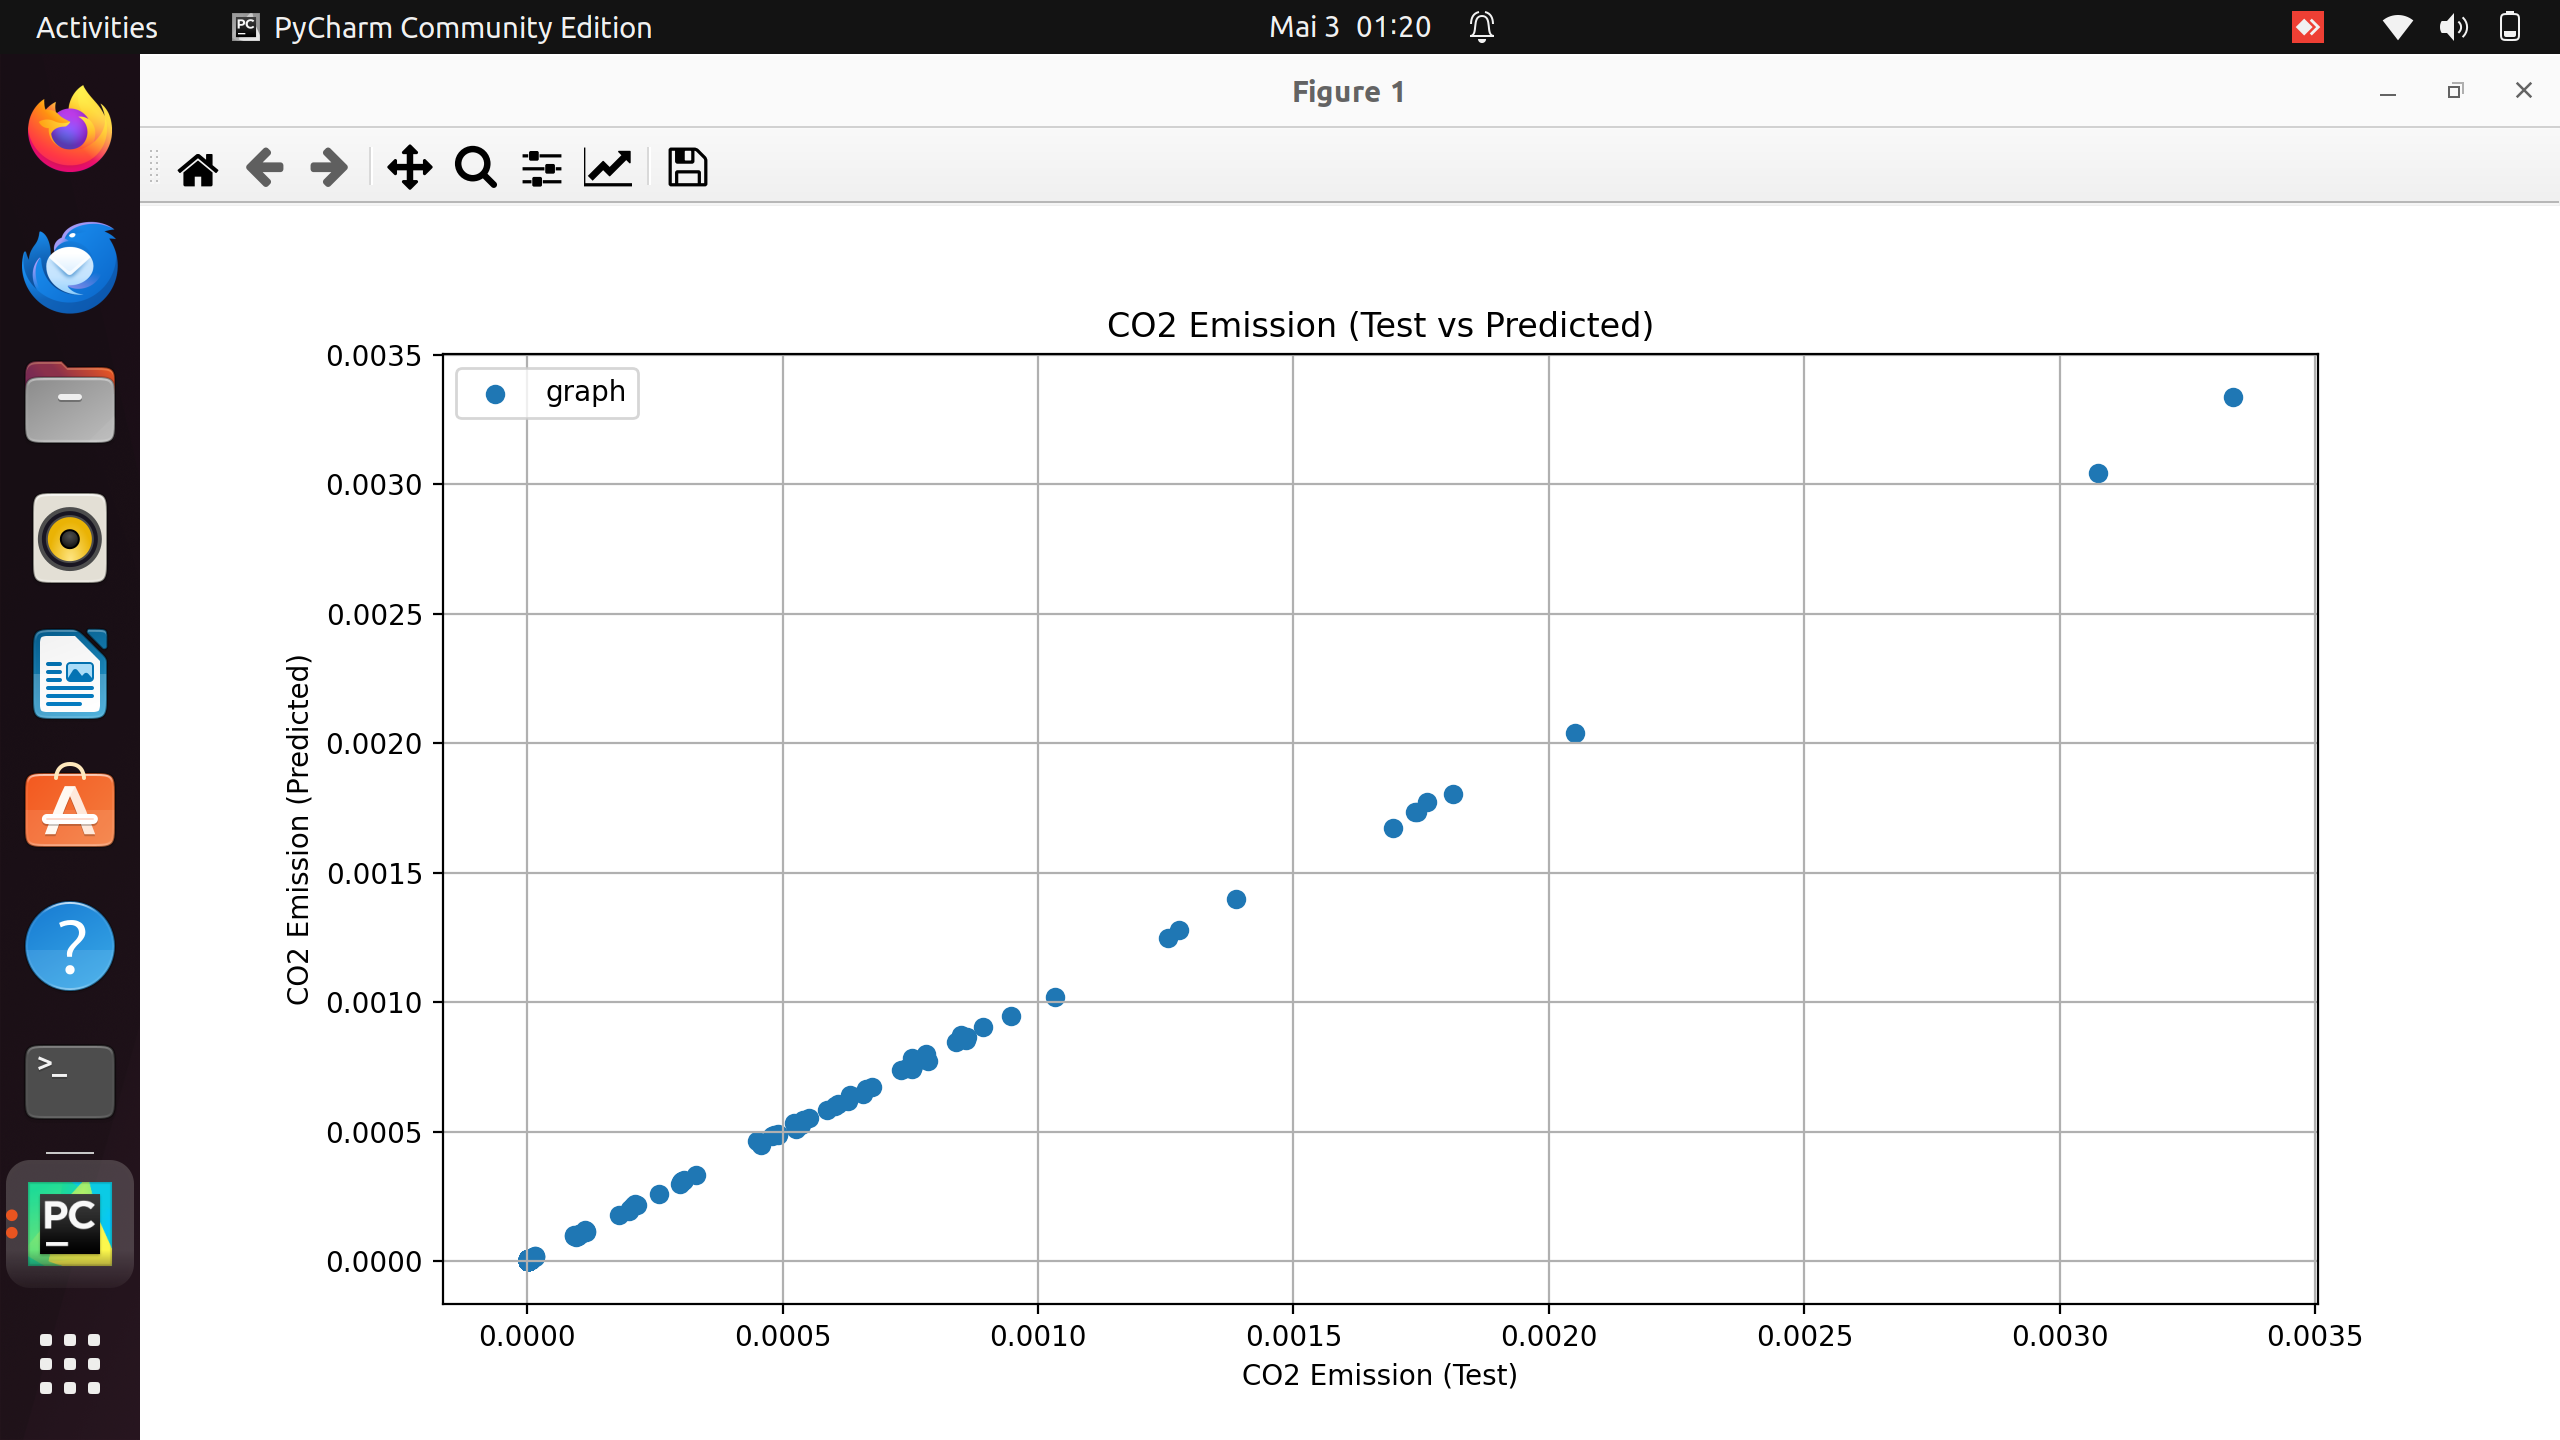 Activities PyCharm Community Edition Mai 3 01:20
Figure 1
CO2 Emission (Test vs Predicted)
graph
0.0035
0.0030
0.0025
0.0020
0.0015
0.0010
0.0005
0.0000
CO2 Emission (Predicted)
0.0000 0.0005 0.0010 0.0015 0.0020 0.0025 0.0030 0.0035
CO2 Emission (Test)
?
>_
PC